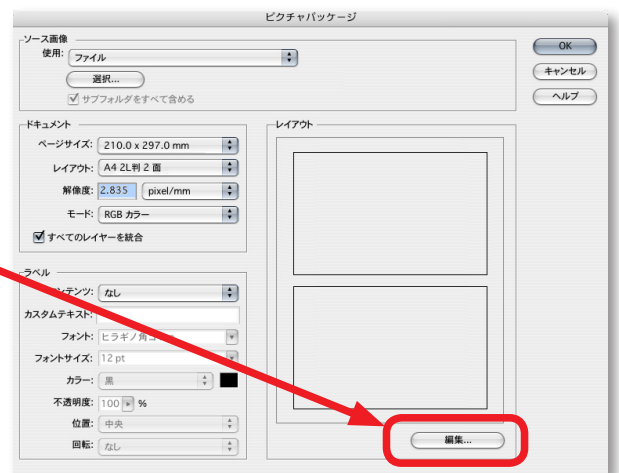 ピクチャパッケージ
ソース画像
使用: ファイル
選択...
サブフォルダをすべて含める
OK
キャンセル
ヘルプ
ドキュメント
ページサイズ: 210.0 x 297.0 mm
レイアウト: A4 2L判 2 面
解像度: 2.835 pixel/mm
モード: RGB カラー
すべてのレイヤーを統合
ラベル
ンテンツ: なし
カスタムテキスト:
フォント: ヒラギノ角
フォントサイズ: 12 pt
カラー: 黒
不透明度: 100 %
位置: 中央
回転: なし
レイアウト
編集...